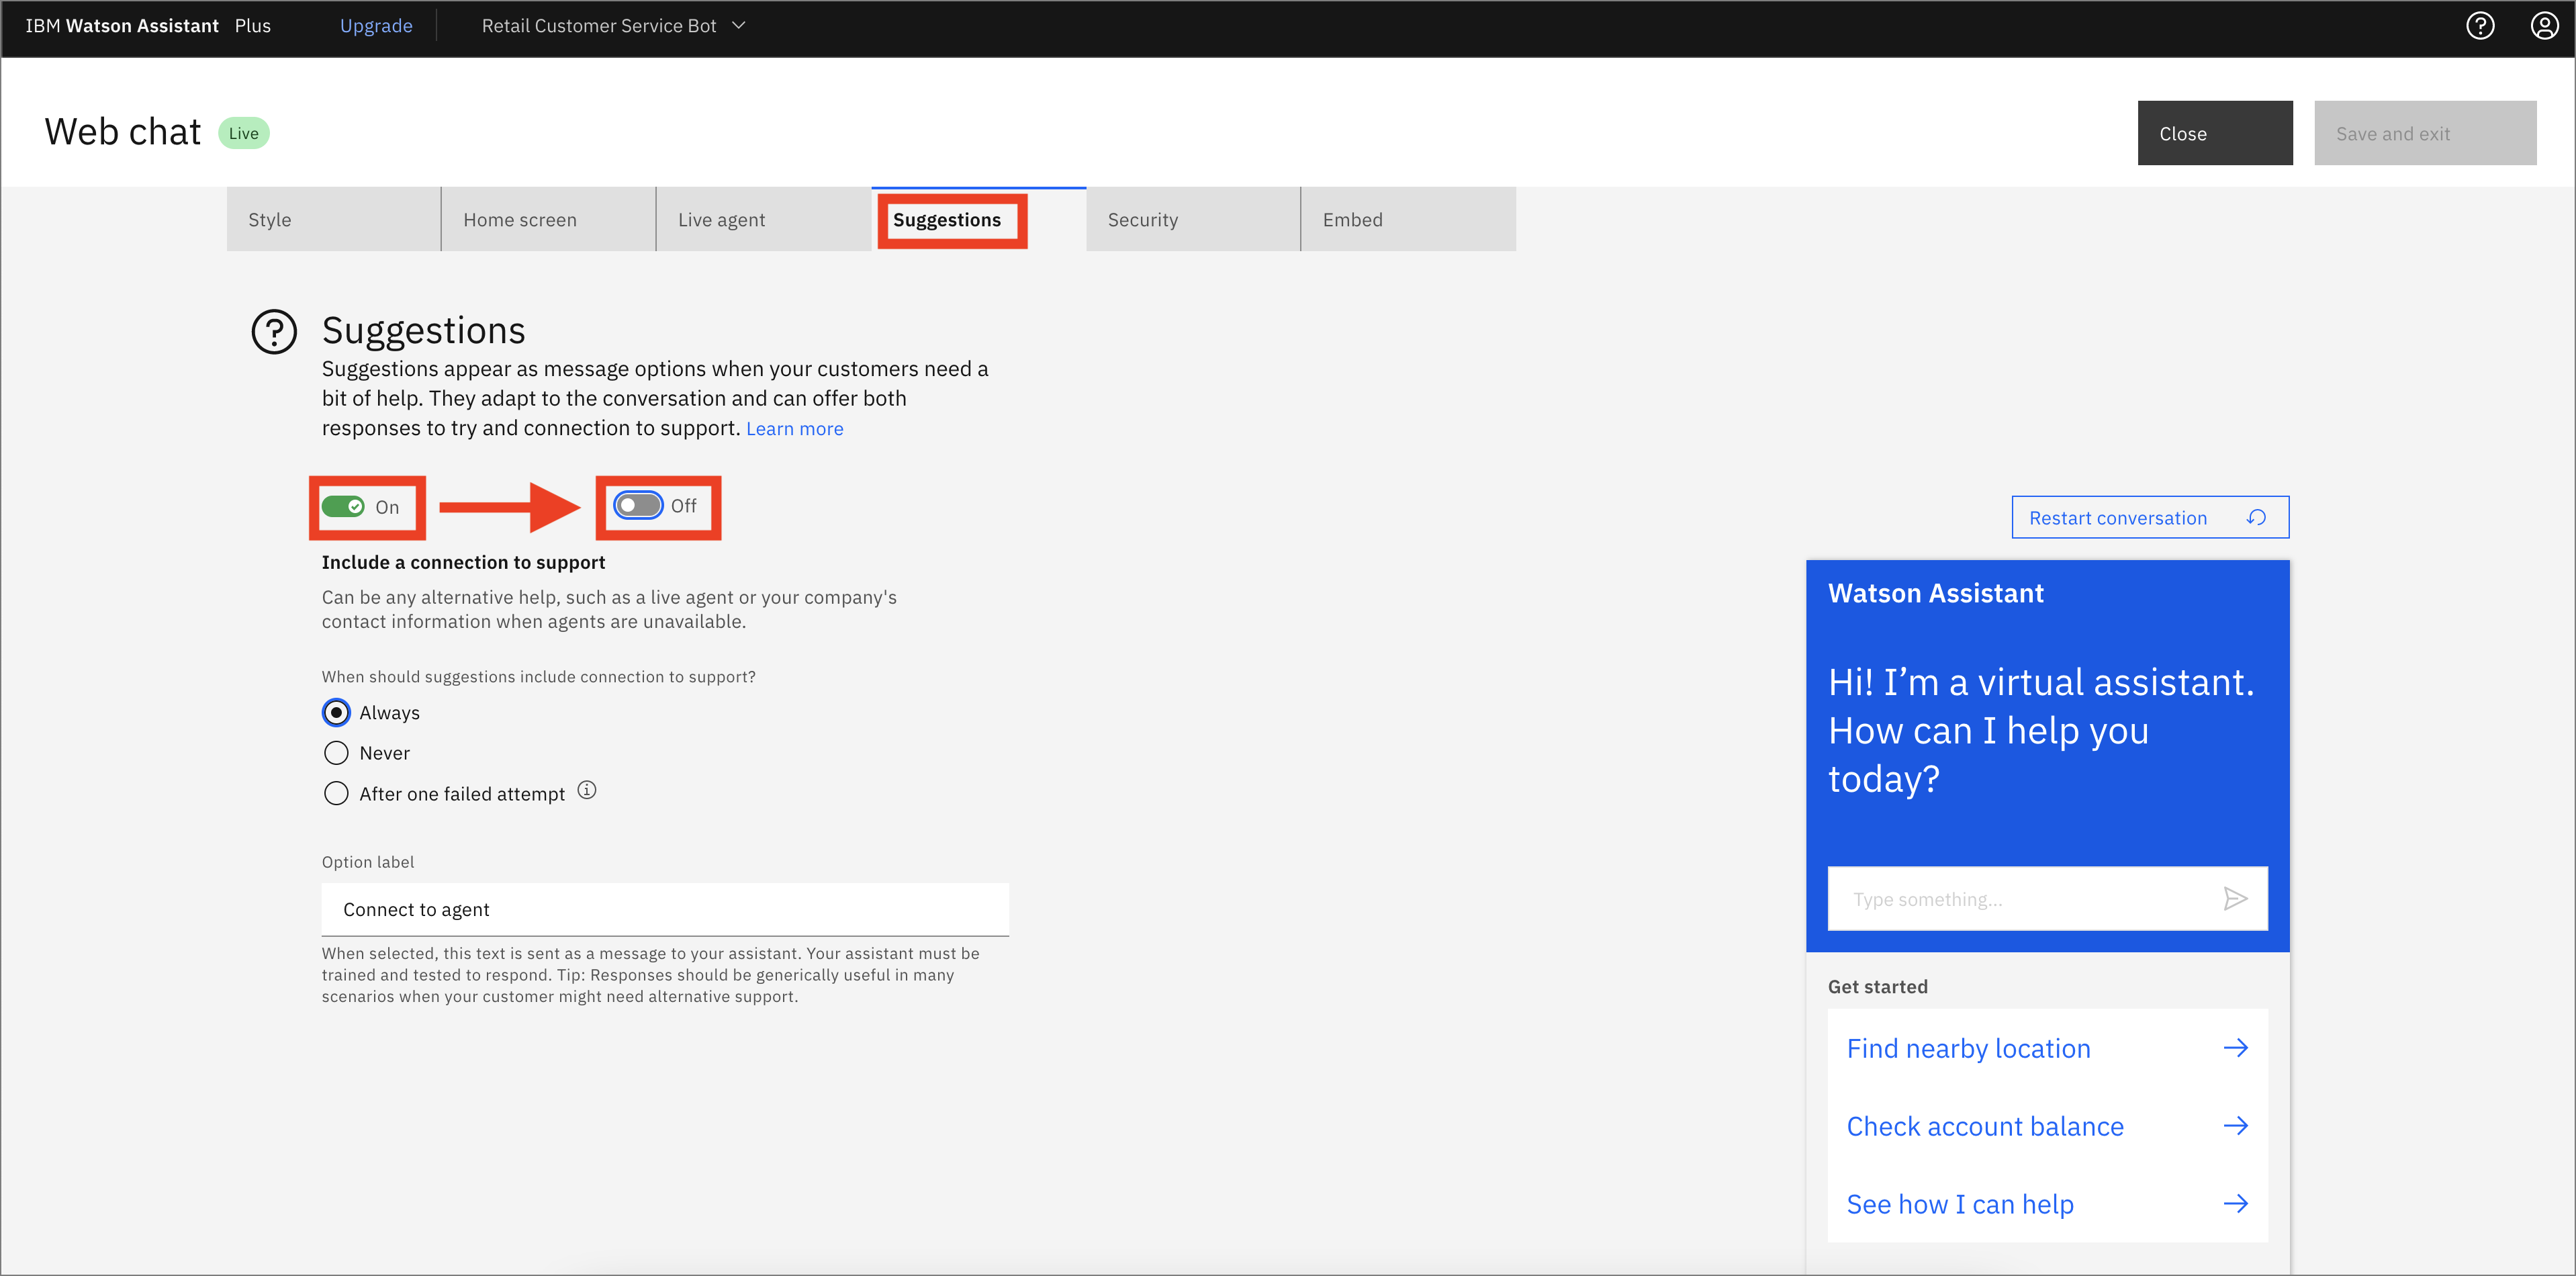 IBM Watson Assistant Plus Upgrade Retail Customer Service Bot
Web chat Live Close Save and exit
Style Home screen Live agent Suggestions Security Embed
Suggestions
Suggestions appear as message options when your customers need a
bit of help. They adapt to the conversation and can offer both
responses to try and connection to support. Learn more
On Off
Include a connection to support
Can be any alternative help, such as a live agent or your company's
contact information when agents are unavailable.
When should suggestions include connection to support?
Always
Never
After one failed attempt
Option label
Connect to agent
When selected, this text is sent as a message to your assistant. Your assistant must be
trained and tested to respond. Tip: Responses should be generically useful in many
scenarios when your customer might need alternative support.
Restart conversation
Watson Assistant
Hi! I’m a virtual assistant.
How can I help you
today?
Type something...
Get started
Find nearby location
Check account balance
See how I can help